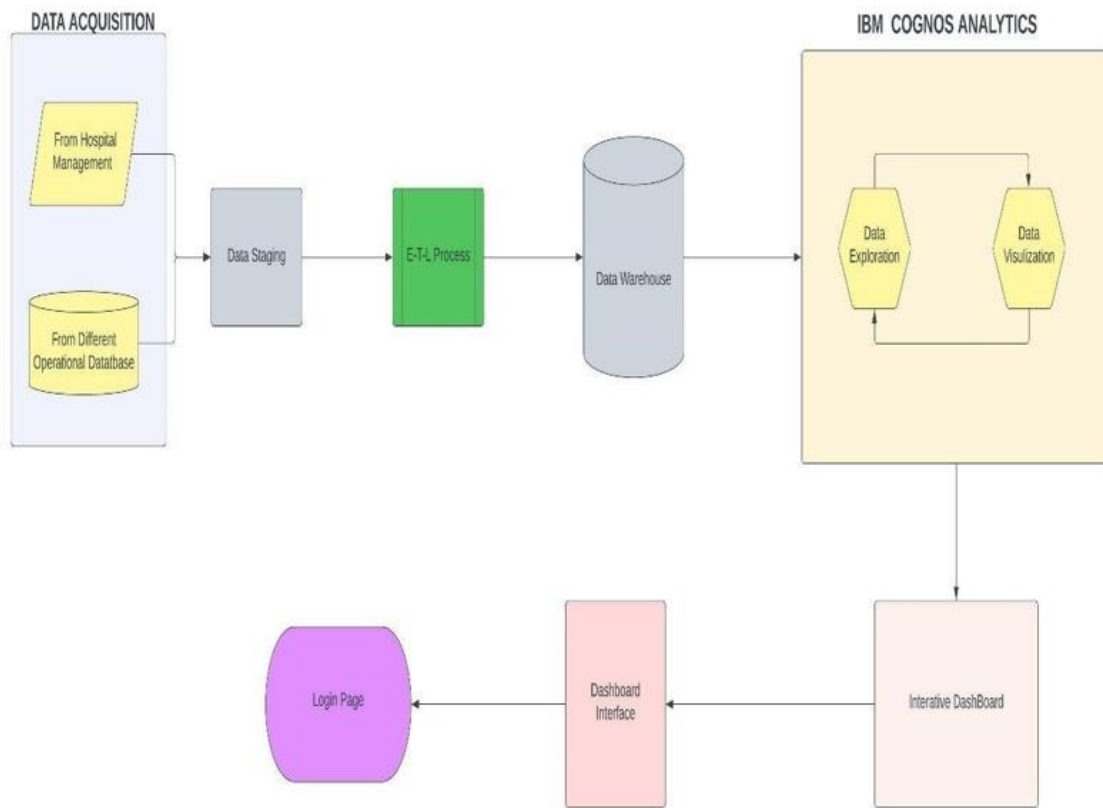 DATA ACQUISITION
IBM COGNOS ANALYTICS
From Hospital
Management
From Different
Operational Datatbase
Data Staging
E-T-L Process
Data Warehouse
Data
Exploration
Data
Visulization
Login Page
Dashboard
Interface
Interative DashBoard